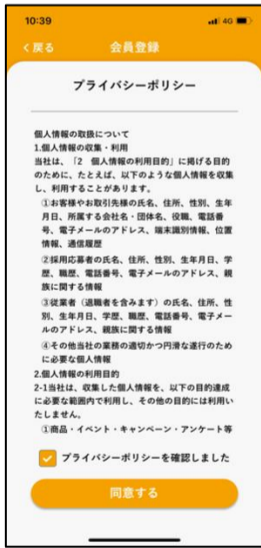 10:39
4G
戻る
会員登録
プライバシーポリシー
個人情報の取扱について
1.個人情報の収集・利用
当社は、「2 個人情報の利用目的」に掲げる目的
のために、たとえば、以下のような個人情報を収集
し、利用することがあります。
①お客様やお取引先様の氏名、住所、性別、生年
月日、所属する会社名・団体名、役職、電話番
号、電子メールのアドレス、端末識別情報、位置
情報、通信履歴
②採用応募者の氏名、住所、性別、生年月日、学
歴、職歴、電話番号、電子メールのアドレス、親
族に関する情報
③従業者（退職者を含みます）の氏名、住所、性
別、生年月日、学歴、職歴、電話番号、電子メー
ルのアドレス、親族に関する情報
④その他当社の業務の適切かつ円滑な遂行のため
に必要な個人情報
2.個人情報の利用目的
2-1当社は、収集した個人情報を、以下の目的達成
に必要な範囲内で利用し、その他の目的には利用い
たしません。
①商品・イベント・キャンペーン・アンケート等
プライバシーポリシーを確認しました
同意する